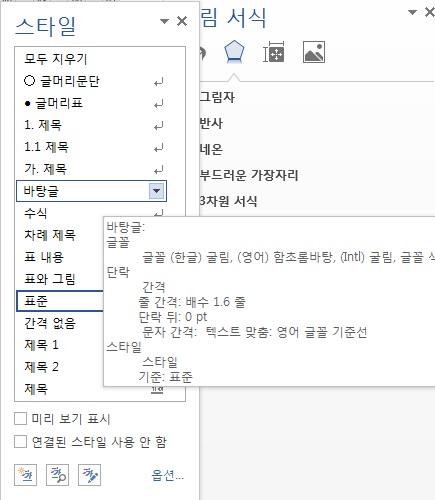 스타일
림 서식
모두 지우기
○ 글머리문단
● 글머리표
1. 제목
1.1 제목
가. 제목
바탕글
수식
차례 제목
표 내용
표와 그림
표준
간격 없음
제목 1
제목 2
제목
미리 보기 표시
연결된 스타일 사용 안 함
옵션...
그림자
반사
네온
부드러운 가장자리
3차원 서식
바탕글:
글꼴
글꼴 (한글) 굴림, (영어) 함초롬바탕, (Intl) 굴림, 글꼴
단락
간격
줄 간격: 배수 1.6 줄
단락 뒤: 0 pt
문자 간격: 텍스트 맞춤: 영어 글꼴 기준선
스타일
스타일
기준: 표준